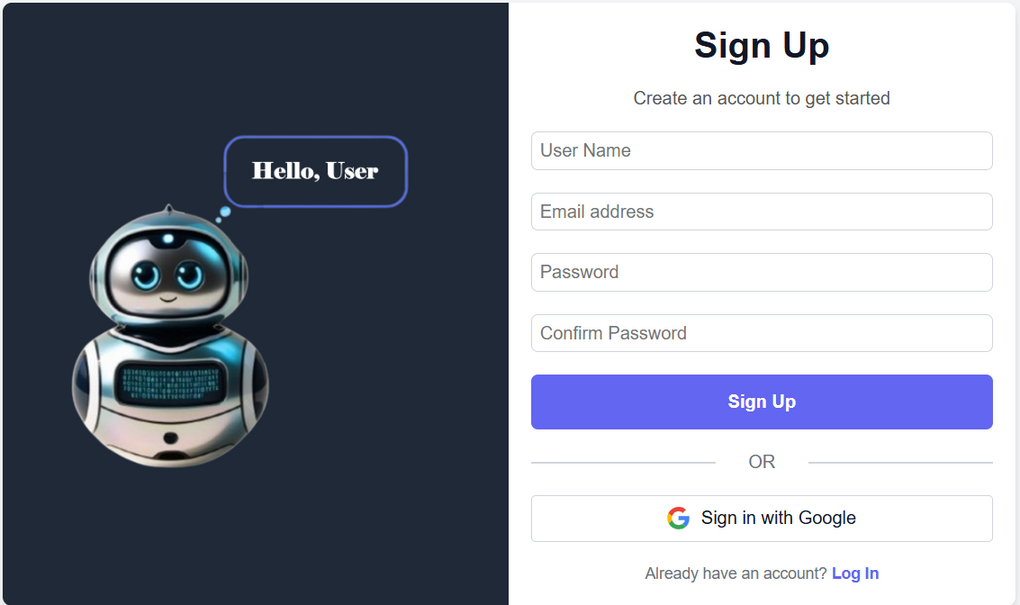 Hello, User
Sign Up
Create an account to get started
User Name
Email address
Password
Confirm Password
Sign Up
OR
Sign in with Google
Already have an account? Log In